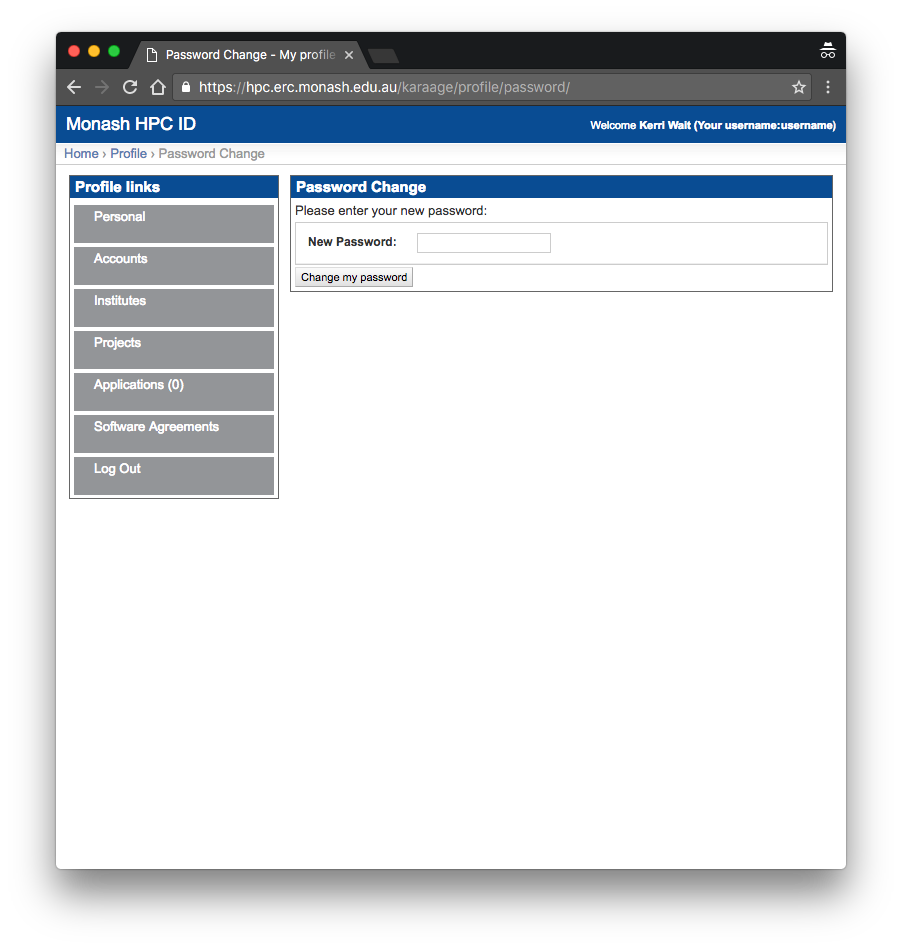 Password Change - My profile
https://hpc.erc.monash.edu.au/karaage/profile/password/
Monash HPC ID
Welcome Kerri Wait (Your username:username)
Home › Profile › Password Change
Profile links
Personal
Accounts
Institutes
Projects
Applications (0)
Software Agreements
Log Out
Password Change
Please enter your new password:
New Password:
Change my password